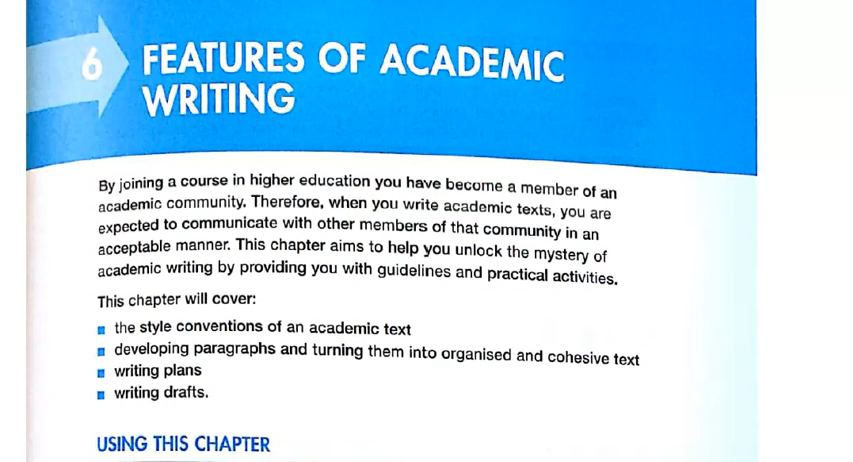 6 FEATURES OF ACADEMIC
WRITING
By joining a course in higher education you have become a member of an
academic community. Therefore, when you write academic texts, you are
expected to communicate with other members of that community in an
acceptable manner. This chapter aims to help you unlock the mystery of
academic writing by providing you with guidelines and practical activities.
This chapter will cover:
■ the style conventions of an academic text
■ developing paragraphs and turning them into organised and cohesive text
■ writing plans
■ writing drafts.
USING THIS CHAPTER